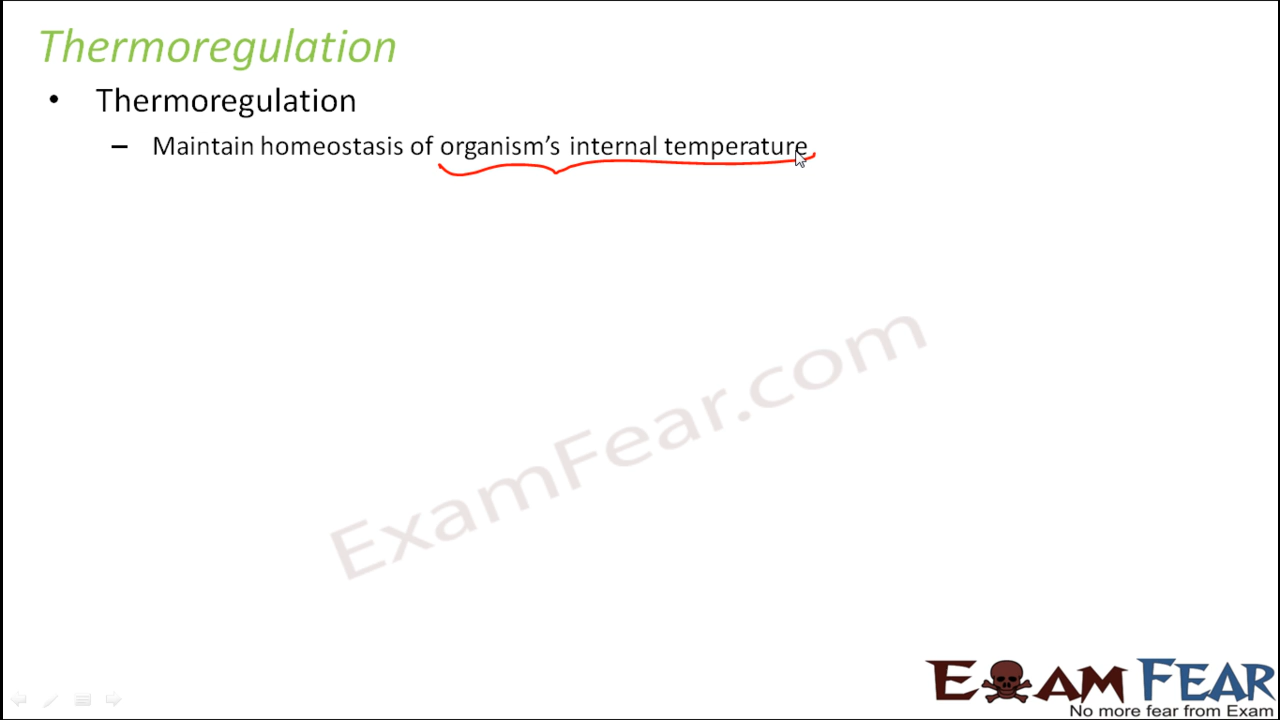 Thermoregulation
• Thermoregulation
– Maintain homeostasis of organism's internal temperature
ExamFear.com
EXAM FEAR
No more fear from Exam